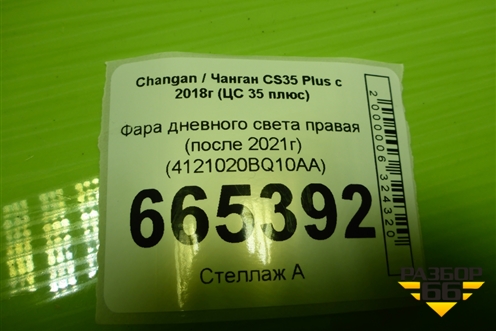 Changan / Чанган CS35 Plus с
2018г (ЦС 35 плюс)
Фара дневного света правая
(после 2021г)
(4121020BQ10AA)
665392
Стеллаж А
2000006324320
РАЗБОР
66